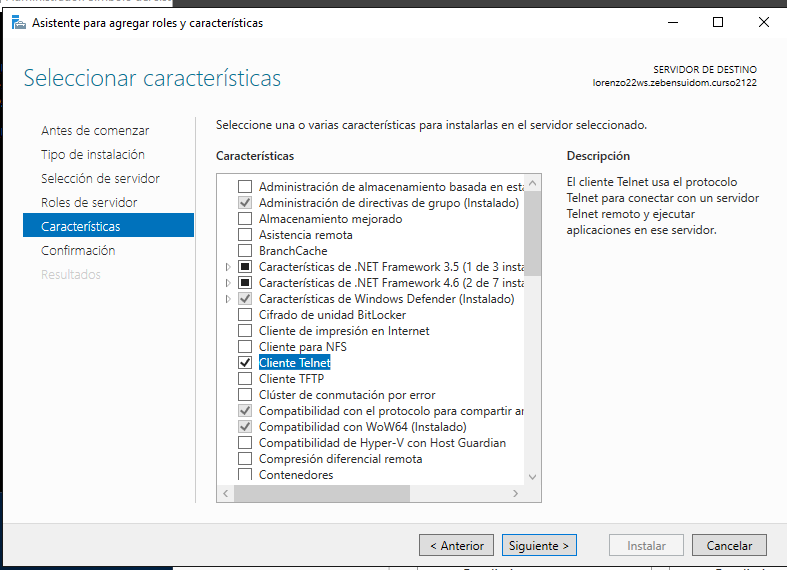 Asistente para agregar roles y características
Seleccionar características
SERVIDOR DE DESTINO
lorenzo22ws.zebensuidom.curso2122
Antes de comenzar
Tipo de instalación
Selección de servidor
Roles de servidor
Características
Confirmación
Resultados
Seleccione una o varias características para instalarlas en el servidor seleccionado.
Características
Administración de almacenamiento basada en está
Administración de directivas de grupo (Instalado)
Almacenamiento mejorado
Asistencia remota
BranchCache
Características de .NET Framework 3.5 (1 de 3 insta
Características de .NET Framework 4.6 (2 de 7 insta
Características de Windows Defender (Instalado)
Cifrado de unidad BitLocker
Cliente de impresión en Internet
Cliente para NFS
Cliente Telnet
Cliente TFTP
Clúster de conmutación por error
Compatibilidad con el protocolo para compartir ar
Compatibilidad con WoW64 (Instalado)
Compatibilidad de Hyper-V con Host Guardian
Compresión diferencial remota
Contenedores
Descripción
El cliente Telnet usa el protocolo
Telnet para conectar con un servidor
Telnet remoto y ejecutar
aplicaciones en ese servidor.
< Anterior
Siguiente >
Instalar
Cancelar